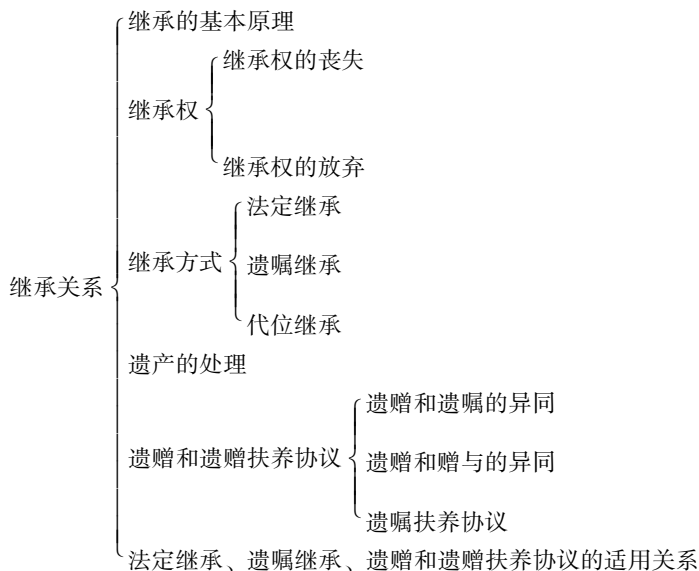 继承关系
继承的基本原理
继承权
继承权的丧失
继承权的放弃
继承方式
法定继承
遗嘱继承
代位继承
遗产的处理
遗赠和遗赠扶养协议
遗赠和遗嘱的异同
遗赠和赠与的异同
遗嘱扶养协议
法定继承、遗嘱继承、遗赠和遗赠扶养协议的适用关系